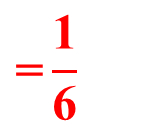 = 1/6